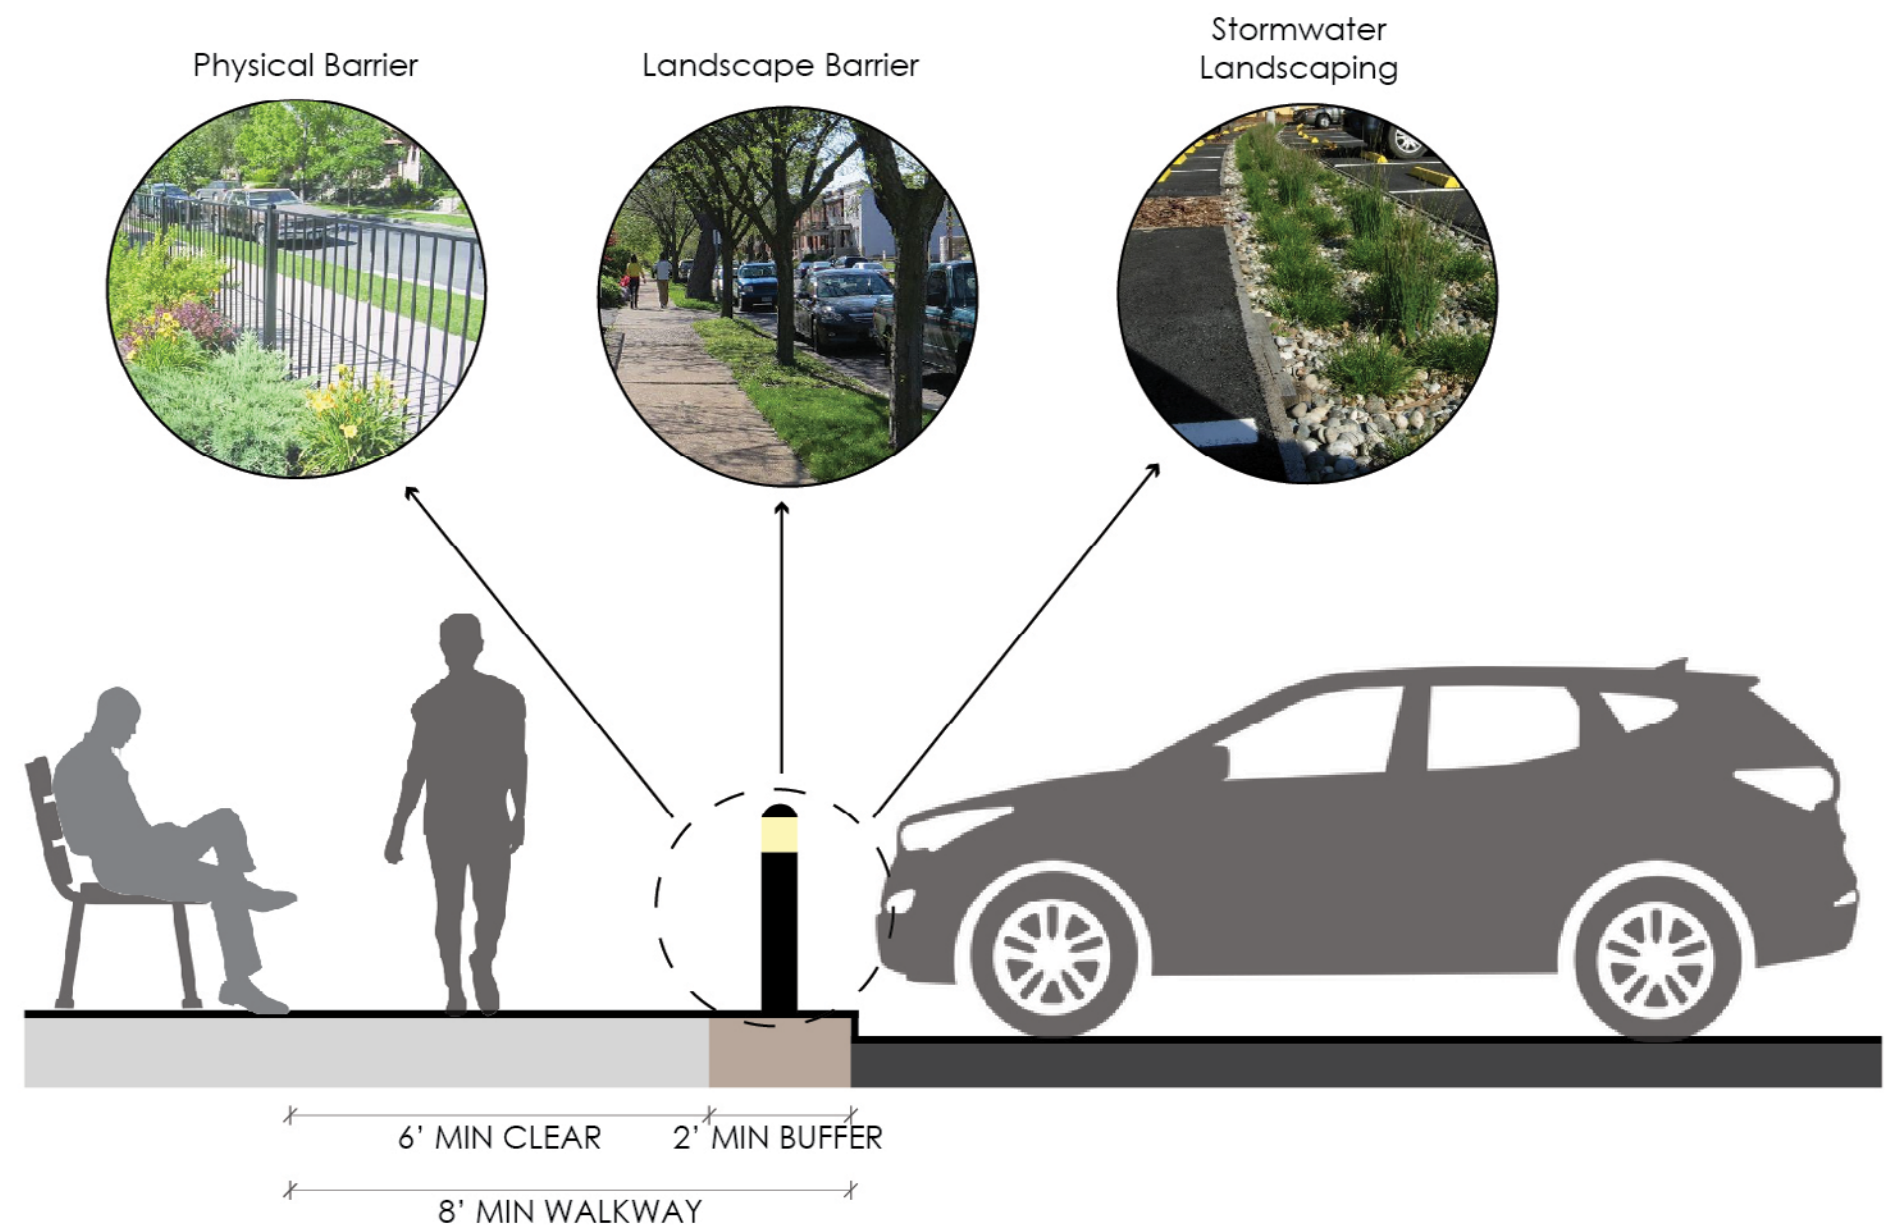 Physical Barrier
Landscape Barrier
Stormwater
Landscaping
6’ MIN CLEAR
2’ MIN BUFFER
8’ MIN WALKWAY